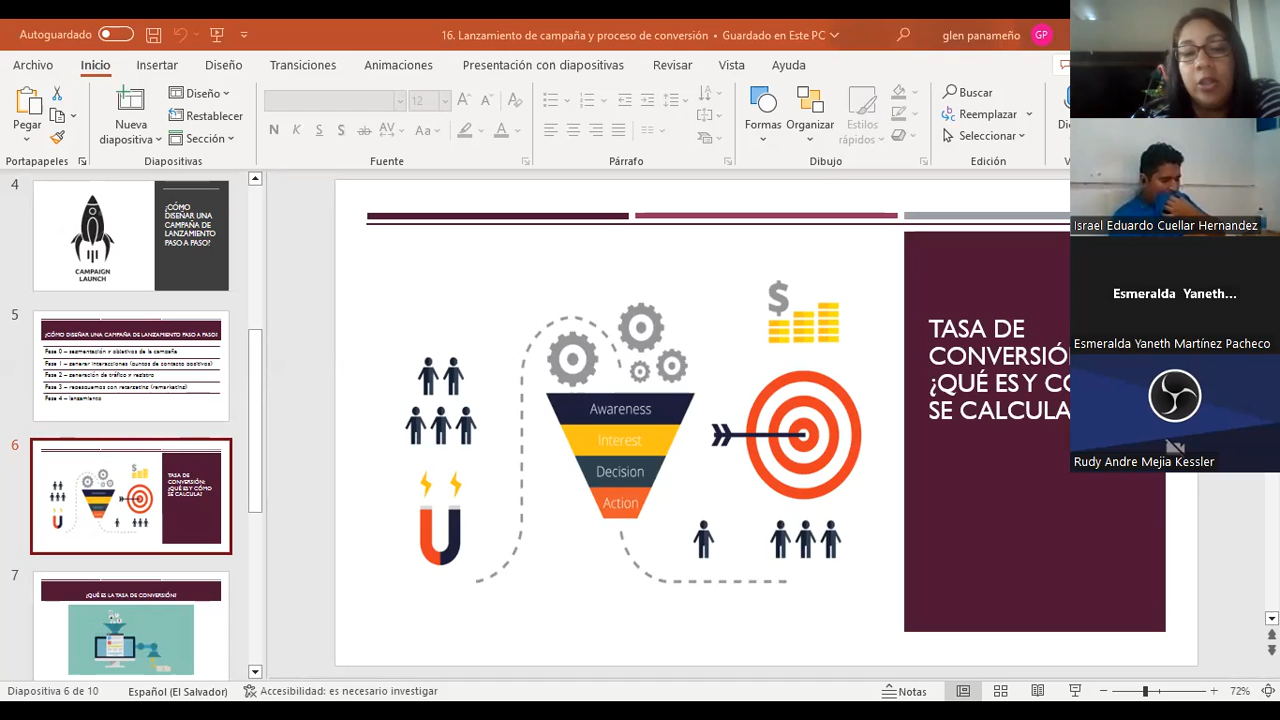 Autoguardado
16. Lanzamiento de campaña y proceso de conversión • Guardado en Este PC
glen panameño
GP
Archivo Inicio Insertar Diseño Transiciones Animaciones Presentación con diapositivas Revisar Vista Ayuda
Pegar
Nueva diapositiva
Diseño
Restablecer
Sección
12
N K S S ab AV Aa
Formas
Organizar
Estilos rápidos
Buscar
Reemplazar
Seleccionar
Portapapeles
Diapositivas
Fuente
Párrafo
Dibujo
Edición
4
¿CÓMO
DISEÑAR UNA
CAMPAÑA DE
LANZAMIENTO
PASO A PASO?
CAMPAIGN
LAUNCH
5
¿CÓMO DISEÑAR UNA CAMPAÑA DE LANZAMIENTO PASO A PASO?
Fase 0 – segmentación y objetivos de la campaña
Fase 1 – generar interacciones (puntos de contacto positivos)
Fase 2 – generación de tráfico y registro
Fase 3 – repesquemos con retargeting (remarketing)
Fase 4 – lanzamiento
6
TASA DE
CONVERSIÓN:
¿QUÉ ES Y CÓMO
SE CALCULA?
7
¿QUÉ ES LA TASA DE CONVERSIÓN?
$
Awareness
Interest
Decision
Action
TASA DE
CONVERSIÓ
¿QUÉ ES Y CÓ
SE CALCULA
Israel Eduardo Cuellar Hernandez
Esmeralda Yaneth...
Esmeralda Yaneth Martínez Pacheco
Rudy Andre Mejia Kessler
Diapositiva 6 de 10
Español (El Salvador)
Accesibilidad: es necesario investigar
Notas
72%